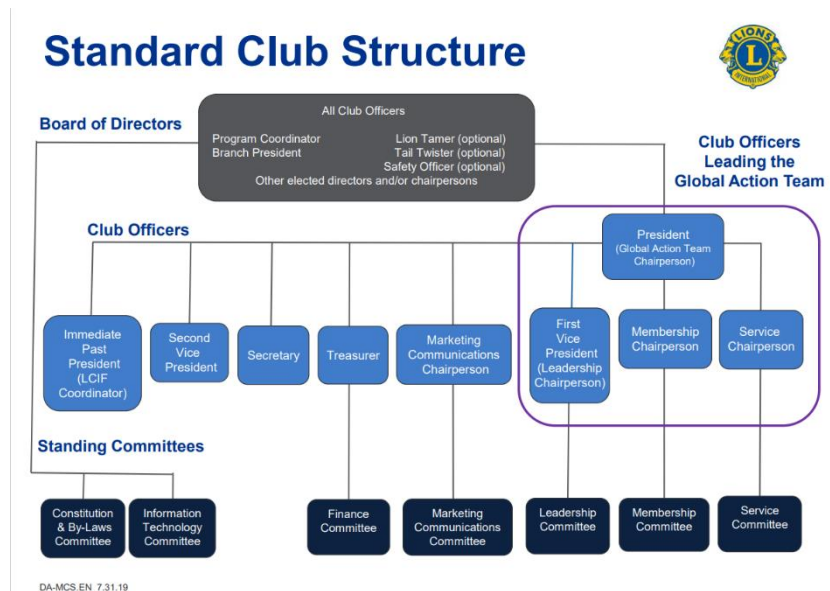 Standard Club Structure
LIONS
L
INTERNATIONAL
Board of Directors
All Club Officers
Program Coordinator
Branch President
Lion Tamer (optional)
Tail Twister (optional)
Safety Officer (optional)
Other elected directors and/or chairpersons
Club Officers
Leading the
Global Action Team
Club Officers
President
(Global Action Team
Chairperson)
Immediate
Past
President
(LCIF
Coordinator)
Second
Vice
President
Secretary
Treasurer
Marketing
Communications
Chairperson
First
Vice
President
(Leadership
Chairperson)
Membership
Chairperson
Service
Chairperson
Standing Committees
Constitution
& By-Laws
Committee
Information
Technology
Committee
Finance
Committee
Marketing
Communications
Committee
Leadership
Committee
Membership
Committee
Service
Committee
DA-MCS.EN 7.31.19